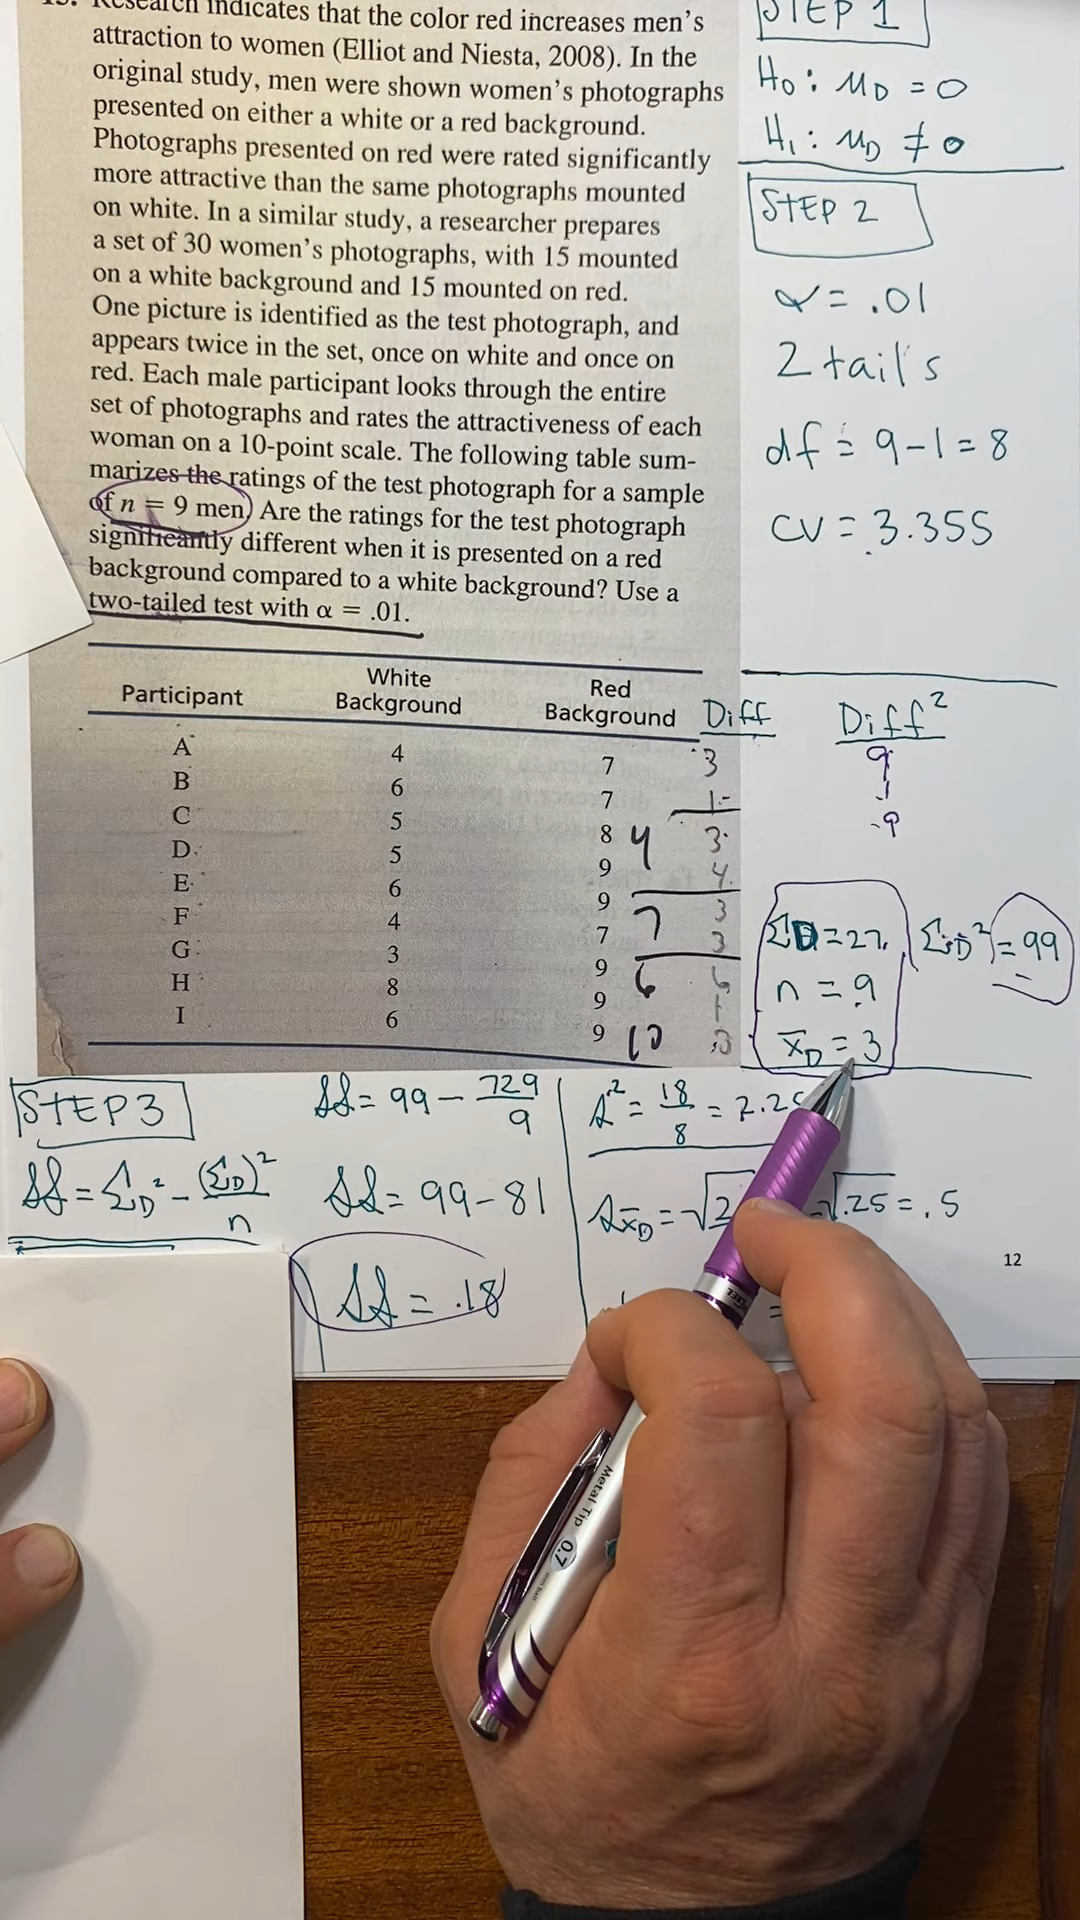 Research indicates that the color red increases men's
attraction to women (Elliot and Niesta, 2008). In the
original study, men were shown women's photographs
presented on either a white or a red background.
Photographs presented on red were rated significantly
more attractive than the same photographs mounted
on white. In a similar study, a researcher prepares
a set of 30 women's photographs, with 15 mounted
on a white background and 15 mounted on red.
One picture is identified as the test photograph, and
appears twice in the set, once on white and once on
red. Each male participant looks through the entire
set of photographs and rates the attractiveness of each
woman on a 10-point scale. The following table sum-
marizes the ratings of the test photograph for a sample
of n = 9 men. Are the ratings for the test photograph
significantly different when it is presented on a red
background compared to a white background? Use a
two-tailed test with α = .01.
STEP 1
H₀: μD = 0
H₁: μD ≠ 0
STEP 2
α = .01
2 tails
df = 9-1 = 8
CV = 3.355
Participant White Background Red Background Diff Diff²
A 4 7 3 9
B 6 7 1 1
C 5 8 3 9
D 5 9 4
E 6 9 3
F 4 7 3
G 3 9 6
H 8 9 1
I 6 9 3
4
7
6
10
ΣD = 27
n = 9
x̄D = 3
ΣD² = 99
STEP 3
SS = ΣD² - (ΣD)²/n
SS = 99 - 729/9
SS = 99 - 81
SS = 18
s² = 18/8 = 2.2
sx̄D = √2
√.25 = .5
=
12
Metal Tip 0.7